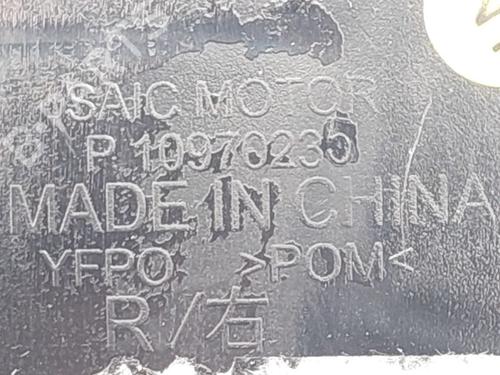 SAIC MOTOR
P 10970235
MADE IN CHINA
YFPO >POM<
R/右